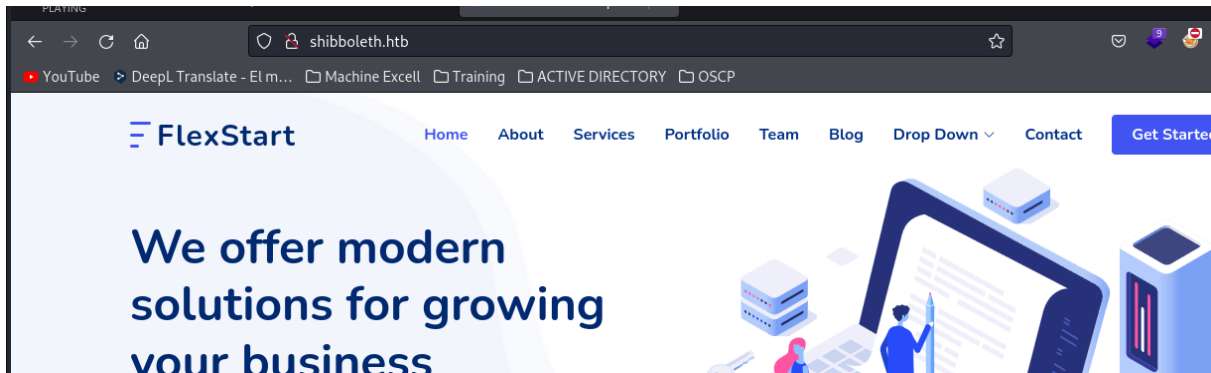 PLAYING
shibboleth.htb
9
YouTube DeepL Translate - El m... Machine Excell Training ACTIVE DIRECTORY OSCP
FlexStart Home About Services Portfolio Team Blog Drop Down Contact Get Started
We offer modern
solutions for growing
your business